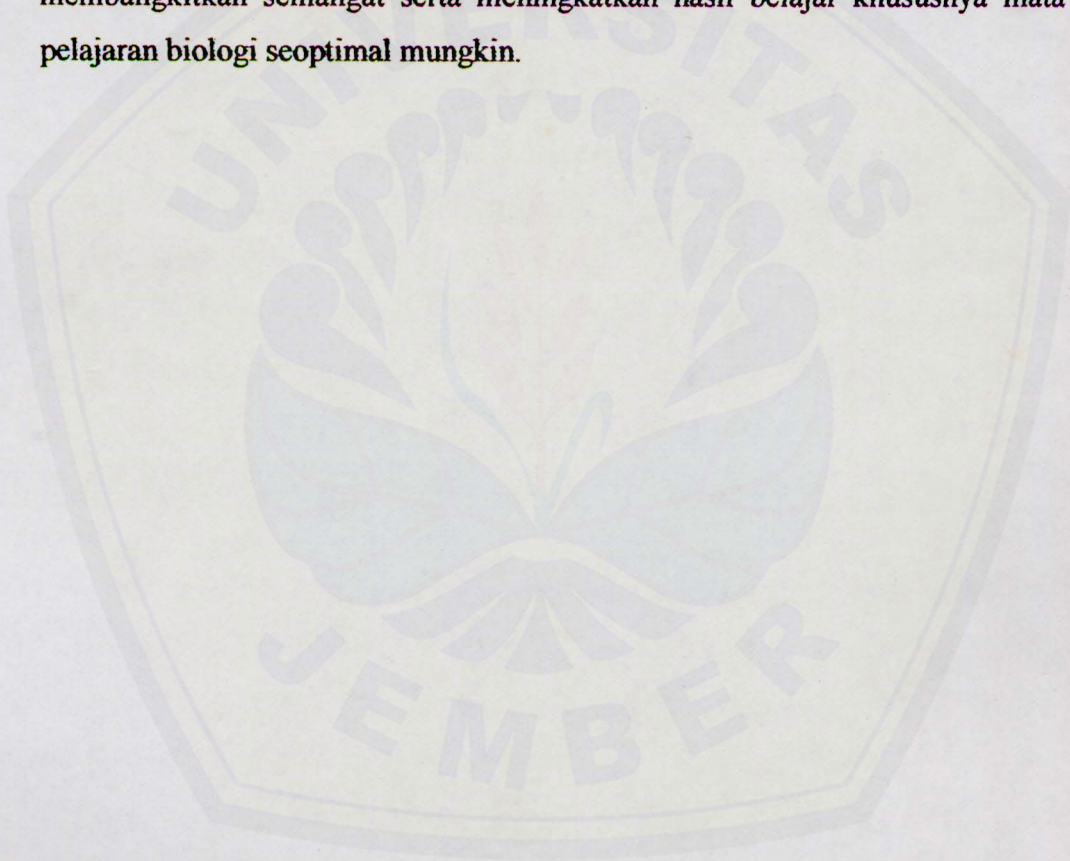 membangkitkan semangat serta meningkatkan hasil belajar khususnya mata
pelajaran biologi seoptimal mungkin.
UNIVERSITAS
JEMBER